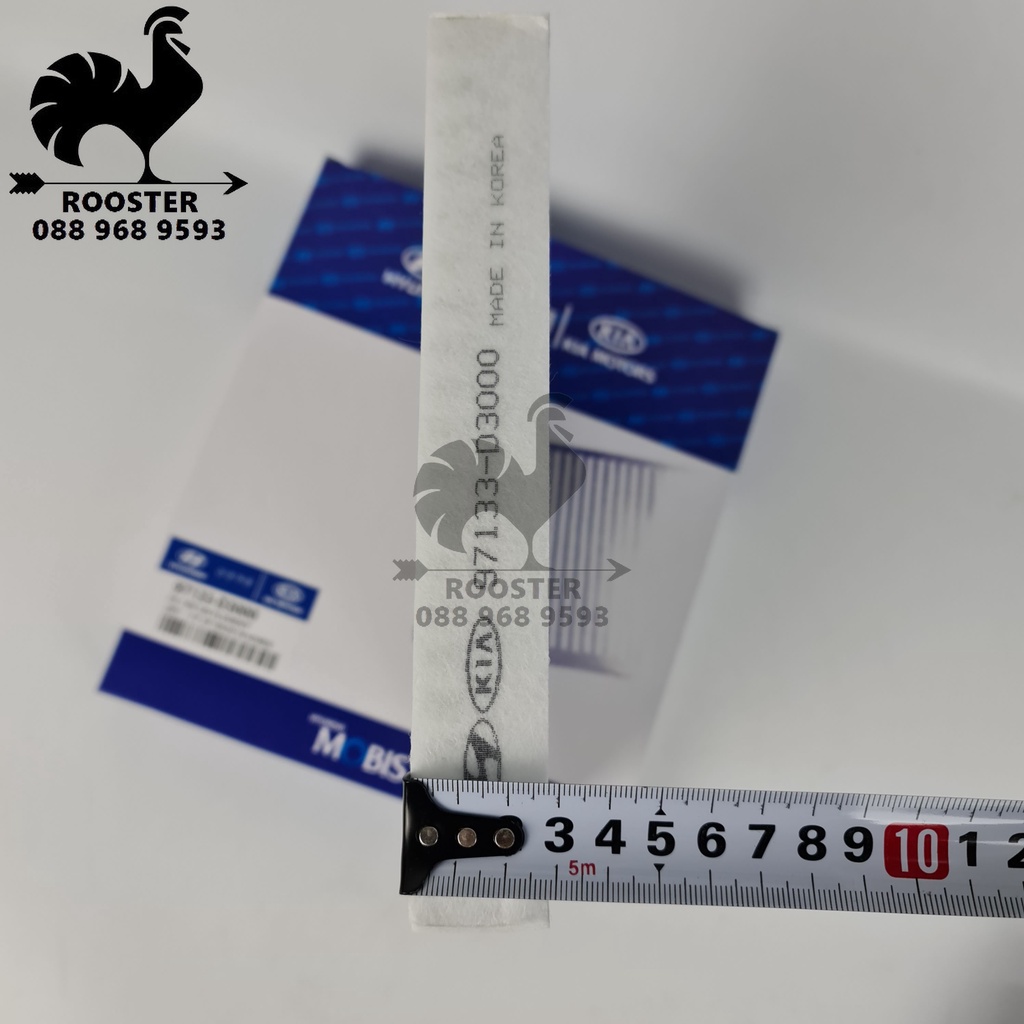 ROOSTER
088 968 9593
KIA
KIA MOTORS
97133-D3000 MADE IN KOREA
KIA
ROOSTER
088 968 9593
MOBIS
3 4 5 6 7 8 9 10 1 2
5m